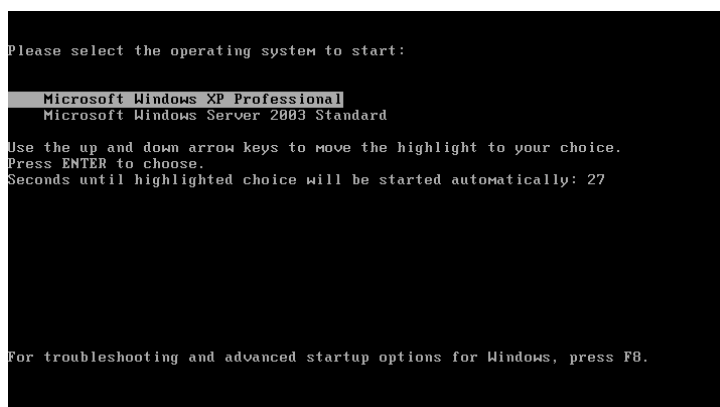 Please select the operating system to start:
Microsoft Windows XP Professional
Microsoft Windows Server 2003 Standard
Use the up and down arrow keys to move the highlight to your choice.
Press ENTER to choose.
Seconds until highlighted choice will be started automatically: 27
For troubleshooting and advanced startup options for Windows, press F8.